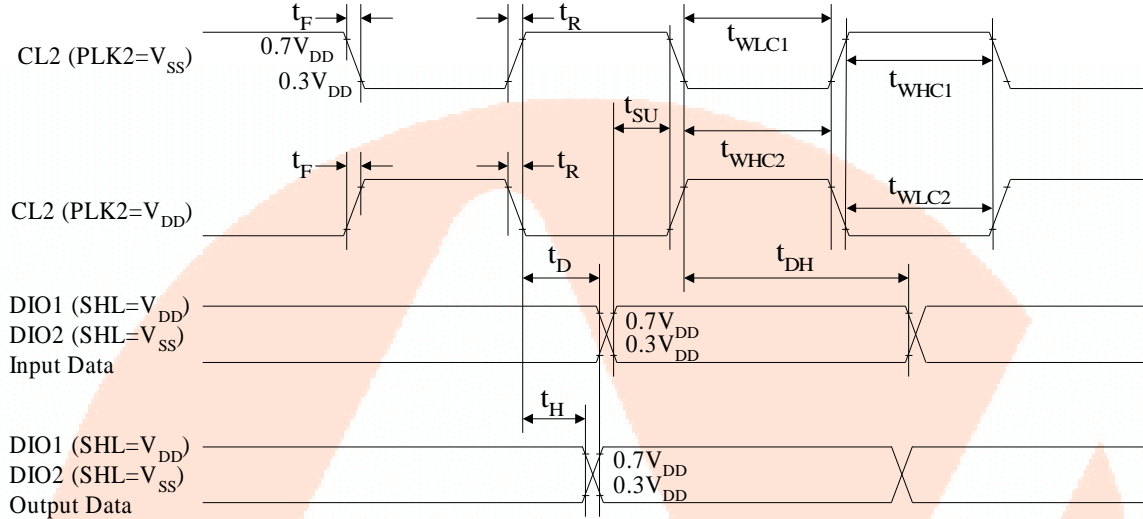 tF tR tWLC1
CL2 (PLK2=VSS) 0.7VDD
0.3VDD tWHC1
tSU
tF tR tWHC2
CL2 (PLK2=VDD) tWLC2
tD tDH
DIO1 (SHL=VDD)
DIO2 (SHL=VSS)
Input Data
0.7VDD
0.3VDD
tH
DIO1 (SHL=VDD)
DIO2 (SHL=VSS)
Output Data
0.7VDD
0.3VDD